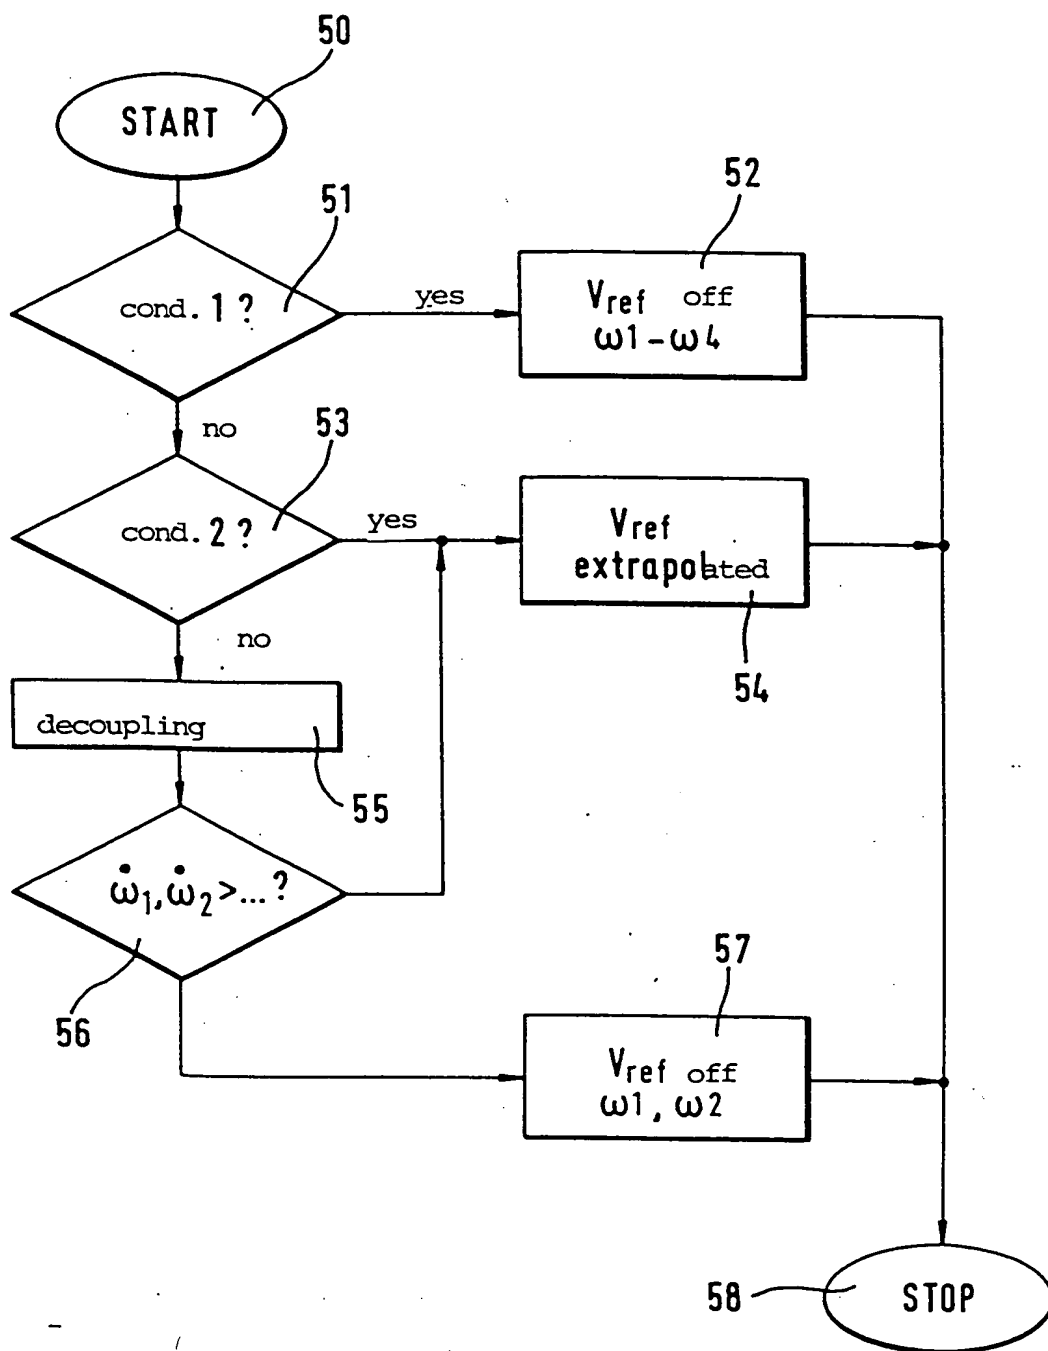 50
START
51
cond. 1 ?
yes
52
Vref off
ω1-ω4
no
53
cond. 2 ?
yes
Vref
extrapolated
54
no
decoupling
55
ω̇1, ω̇2 >... ?
56
57
Vref off
ω1, ω2
58
STOP